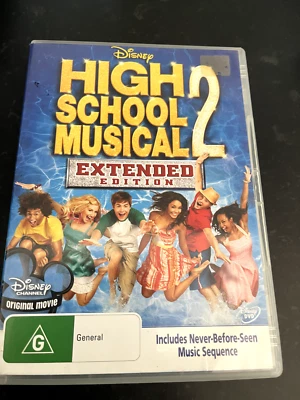 Disney
HIGH
SCHOOL
MUSICAL 2
EXTENDED
EDITION
Disney
CHANNEL
ORIGINAL MOVIE
G
General
Includes Never-Before-Seen
Music Sequence